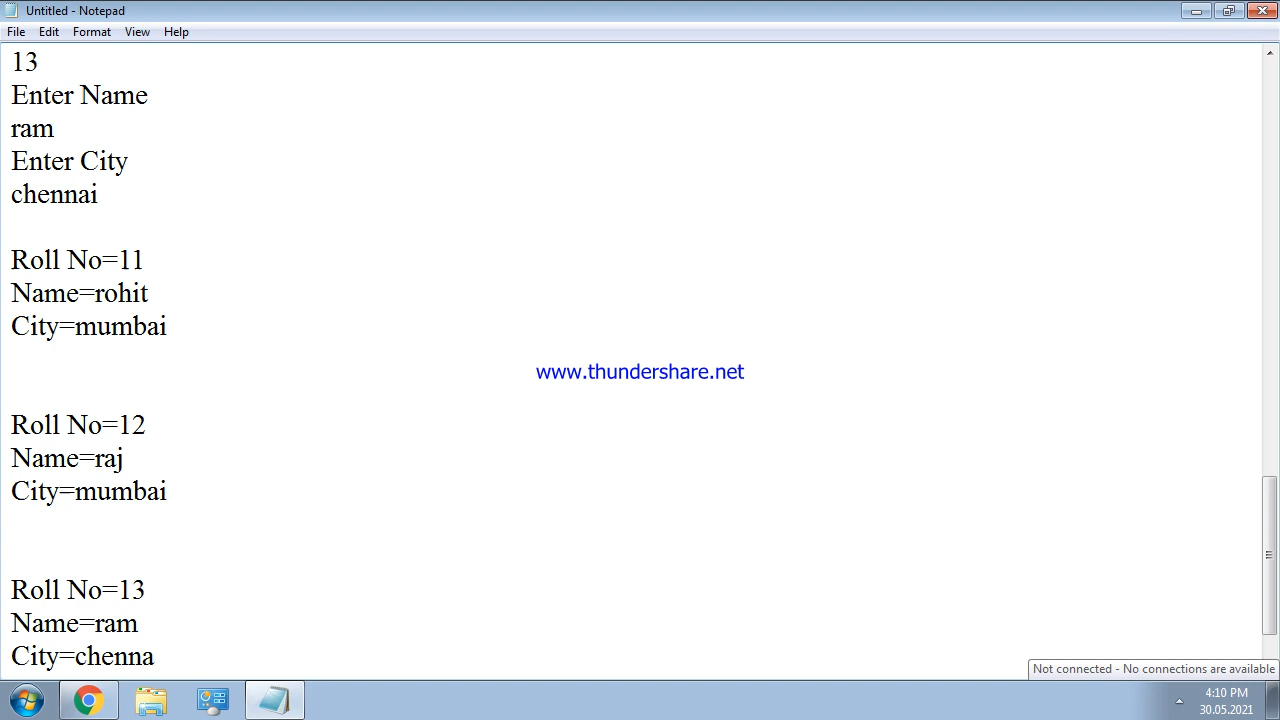 Untitled - Notepad
File Edit Format View Help
13
Enter Name
ram
Enter City
chennai
Roll No=11
Name=rohit
City=mumbai
www.thundershare.net
Roll No=12
Name=raj
City=mumbai
Roll No=13
Name=ram
City=chenna
Not connected - No connections are available
4:10 PM
30.05.2021